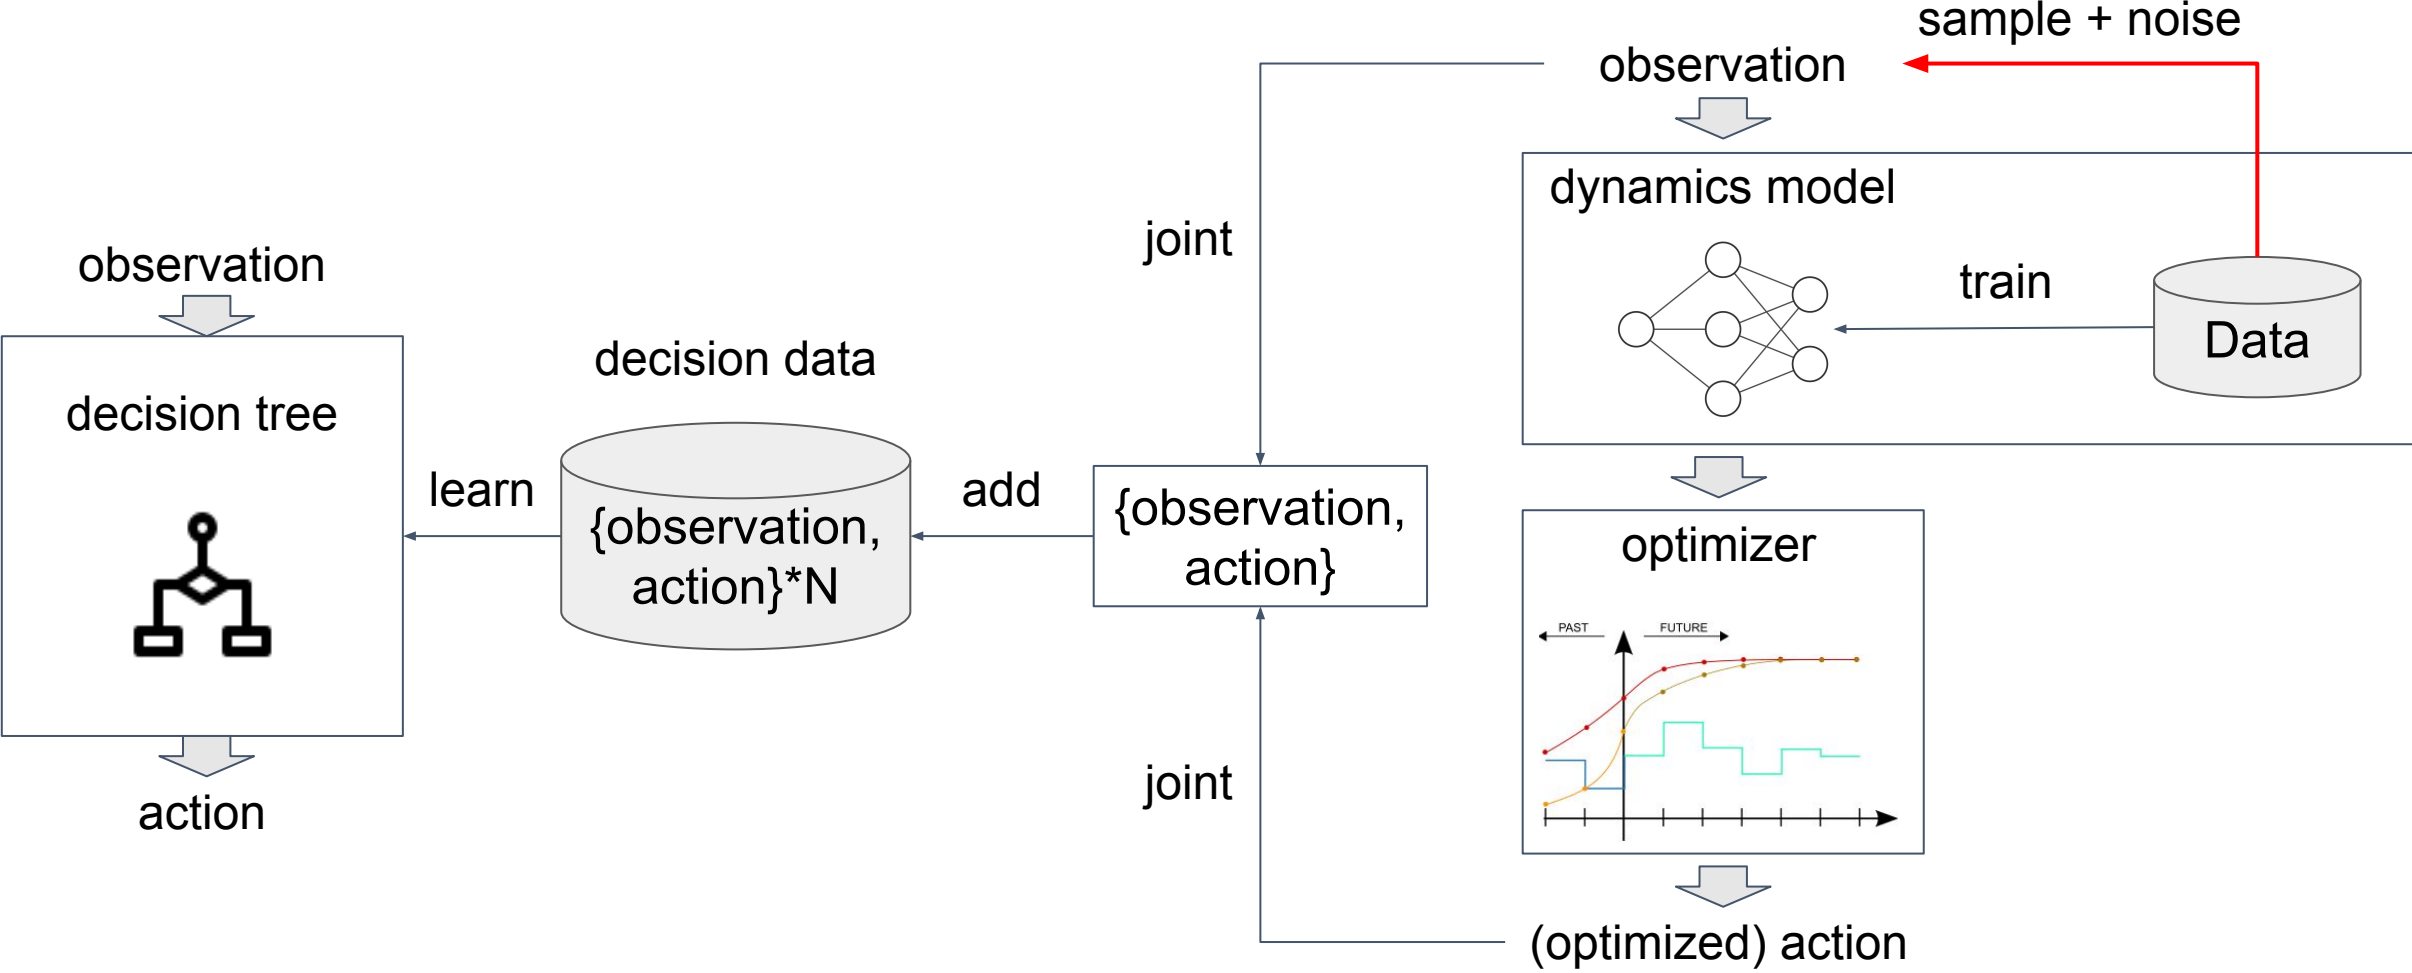 sample + noise
observation
dynamics model
train
Data
joint
observation
decision tree
decision data
learn
{observation,
action}*N
add
{observation,
action}
optimizer
PAST
FUTURE
joint
action
(optimized) action